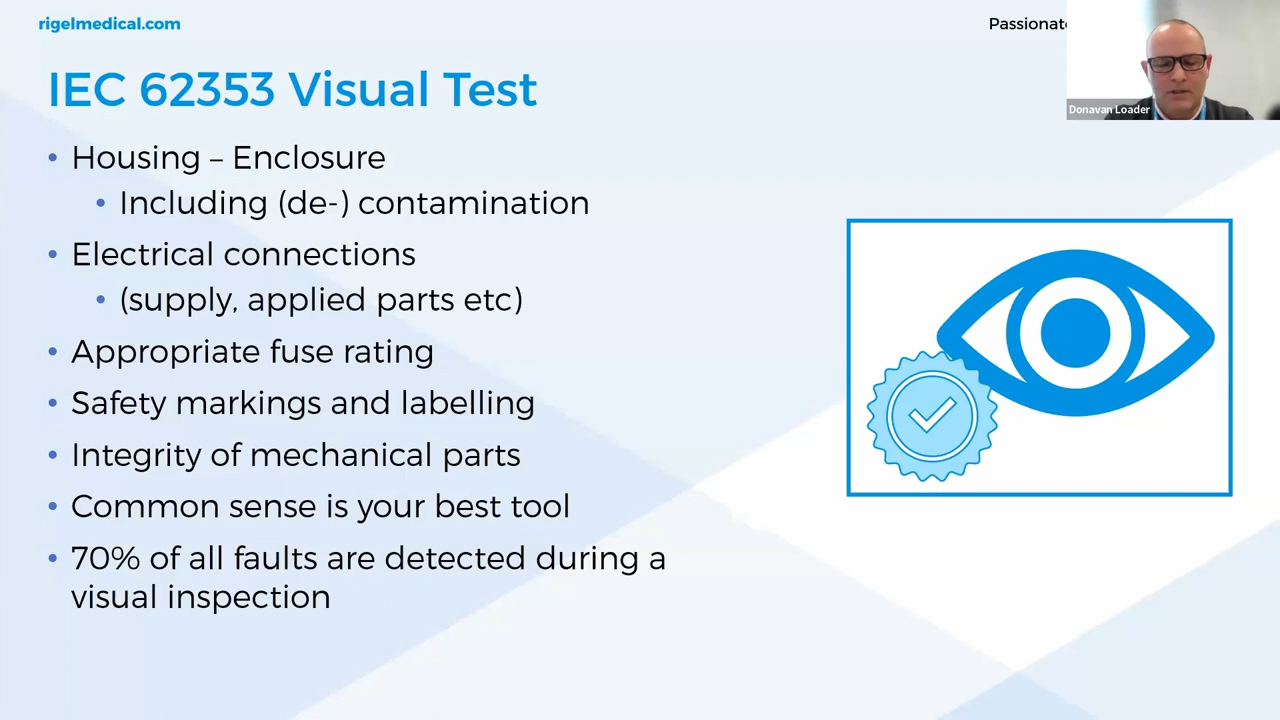 rigelmedical.com
Passionate
Donavan Loader
IEC 62353 Visual Test
• Housing – Enclosure
• Including (de-) contamination
• Electrical connections
• (supply, applied parts etc)
• Appropriate fuse rating
• Safety markings and labelling
• Integrity of mechanical parts
• Common sense is your best tool
• 70% of all faults are detected during a
visual inspection